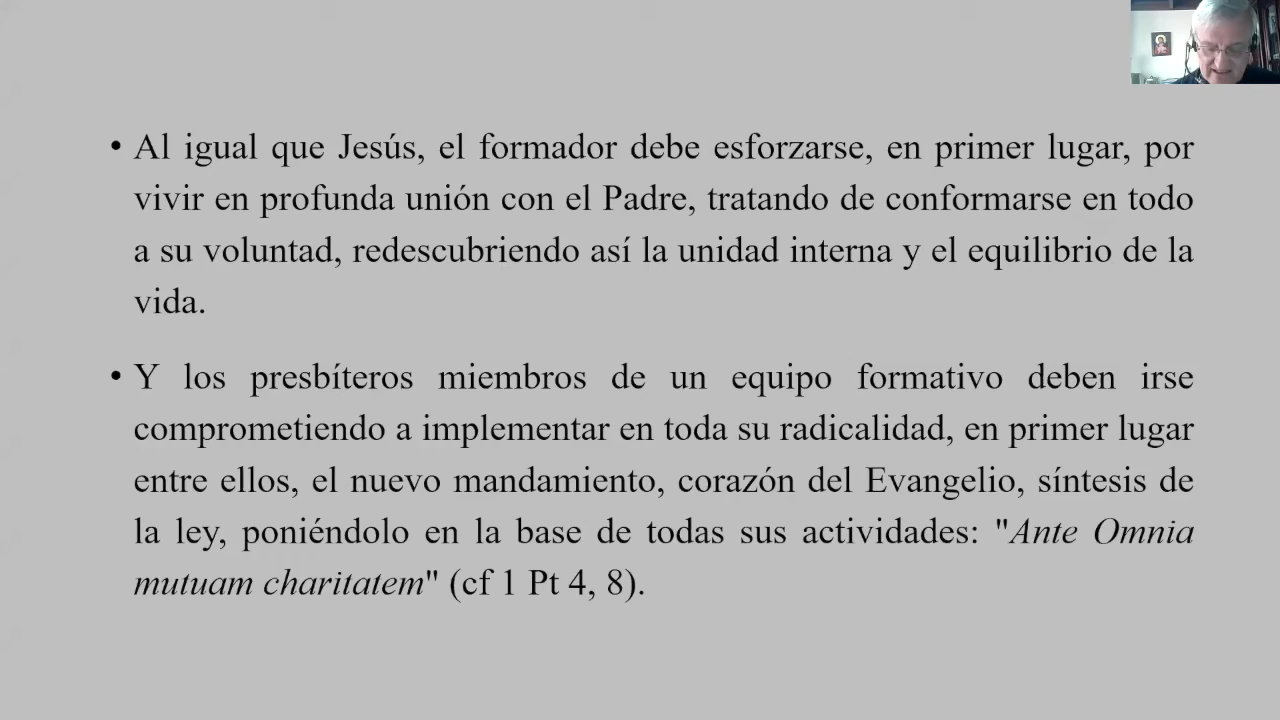 • Al igual que Jesús, el formador debe esforzarse, en primer lugar, por
vivir en profunda unión con el Padre, tratando de conformarse en todo
a su voluntad, redescubriendo así la unidad interna y el equilibrio de la
vida.
• Y los presbíteros miembros de un equipo formativo deben irse
comprometiendo a implementar en toda su radicalidad, en primer lugar
entre ellos, el nuevo mandamiento, corazón del Evangelio, síntesis de
la ley, poniéndolo en la base de todas sus actividades: "Ante Omnia
mutuam charitatem" (cf 1 Pt 4, 8).